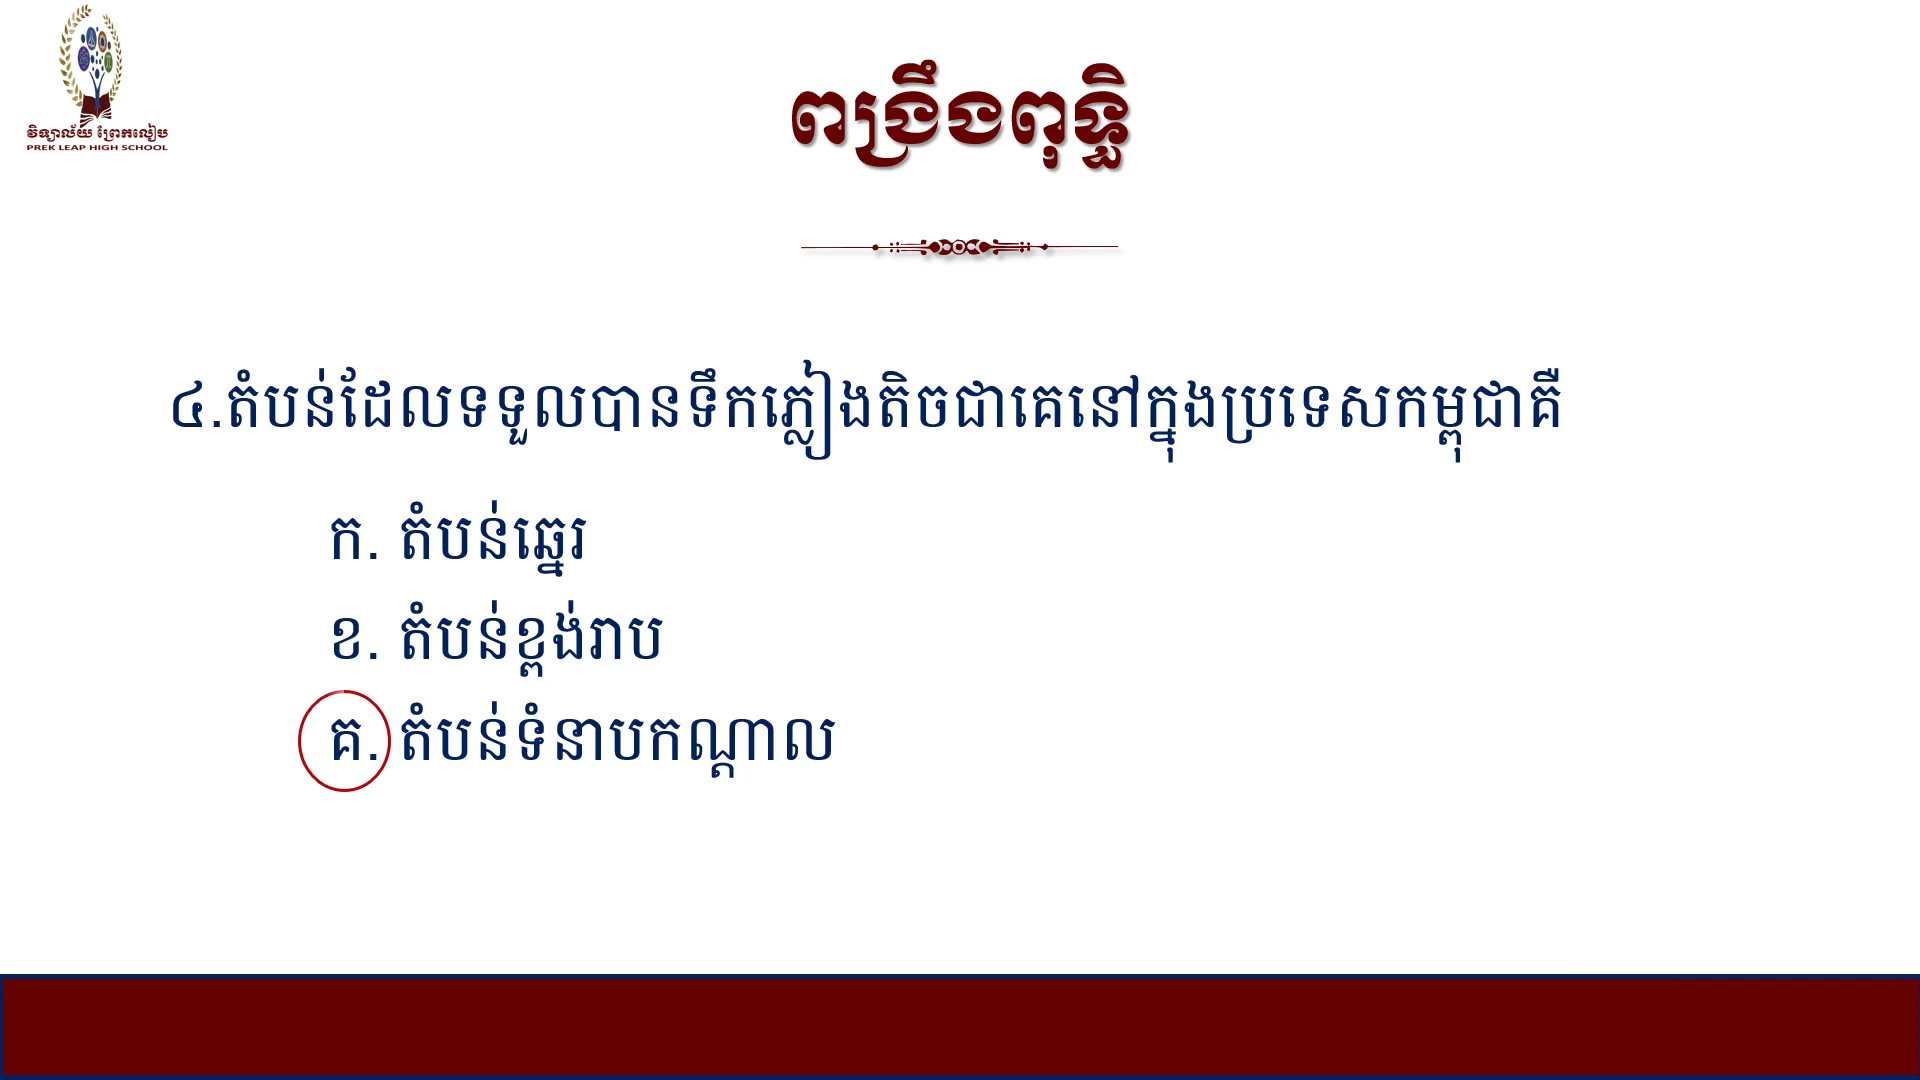 វិទ្យាល័យ ព្រែកលៀប
PREK LEAP HIGH SCHOOL
ពង្រឹងពុទ្ធិ
៤.តំបន់ដែលទទួលបានទឹកភ្លៀងតិចជាគេនៅក្នុងប្រទេសកម្ពុជាគឺ
ក. តំបន់ឆ្នេរ
ខ. តំបន់ខ្ពង់រាប
គ. តំបន់ទំនាបកណ្តាល